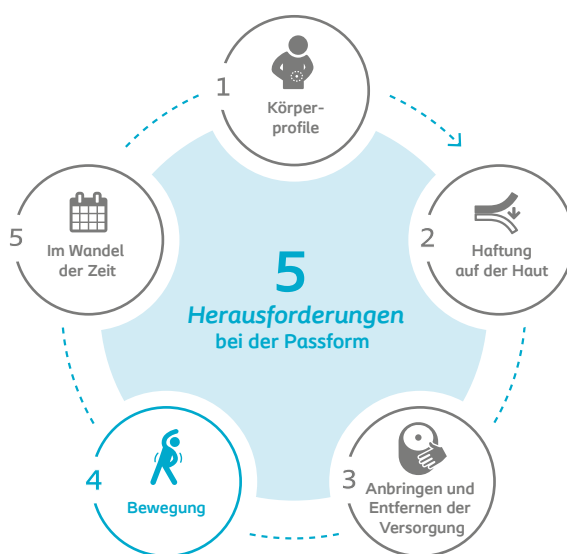 1
Körper-
profile
2
Haftung
auf der Haut
3
Anbringen und
Entfernen der
Versorgung
4
Bewegung
5
Im Wandel
der Zeit
5
Herausforderungen
bei der Passform